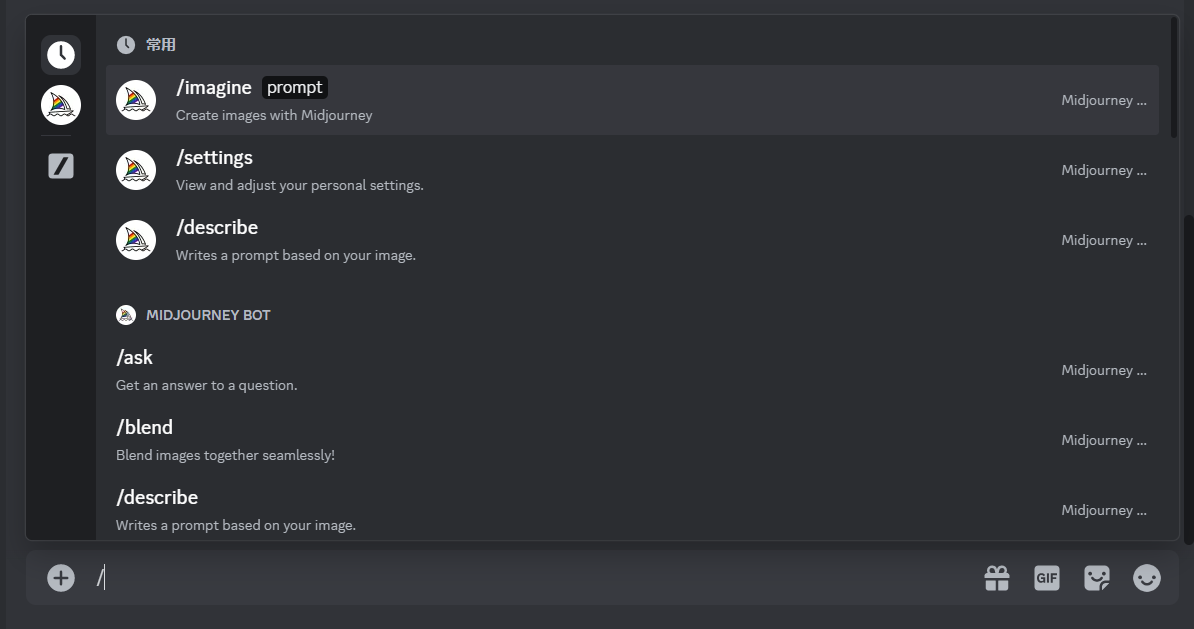 常用
/imagine prompt
Create images with Midjourney
Midjourney ...
/settings
View and adjust your personal settings.
Midjourney ...
/describe
Writes a prompt based on your image.
Midjourney ...
MIDJOURNEY BOT
/ask
Get an answer to a question.
Midjourney ...
/blend
Blend images together seamlessly!
Midjourney ...
/describe
Writes a prompt based on your image.
Midjourney ...
/
GIF